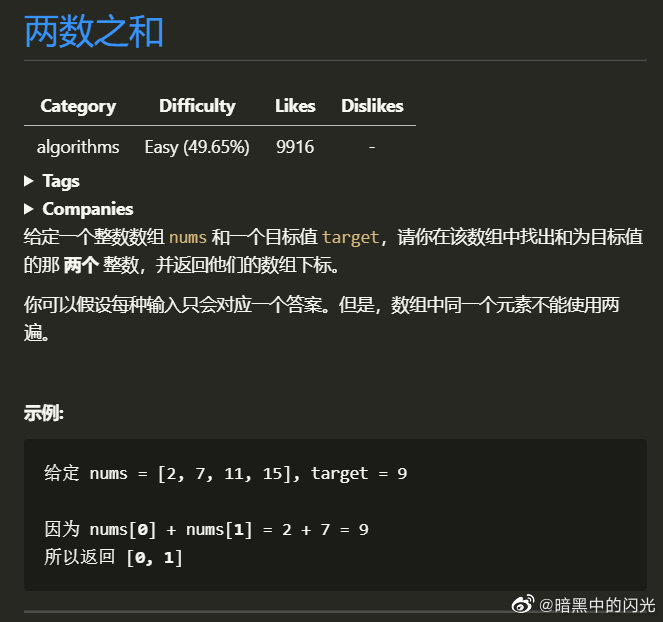 两数之和
Category Difficulty Likes Dislikes
algorithms Easy (49.65%) 9916 -
▶ Tags
▶ Companies
给定一个整数数组 nums 和一个目标值 target，请你在该数组中找出和为目标值
的那 两个 整数，并返回他们的数组下标。
你可以假设每种输入只会对应一个答案。但是，数组中同一个元素不能使用两
遍。
示例:
给定 nums = [2, 7, 11, 15], target = 9
因为 nums[0] + nums[1] = 2 + 7 = 9
所以返回 [0, 1]
@暗黑中的闪光